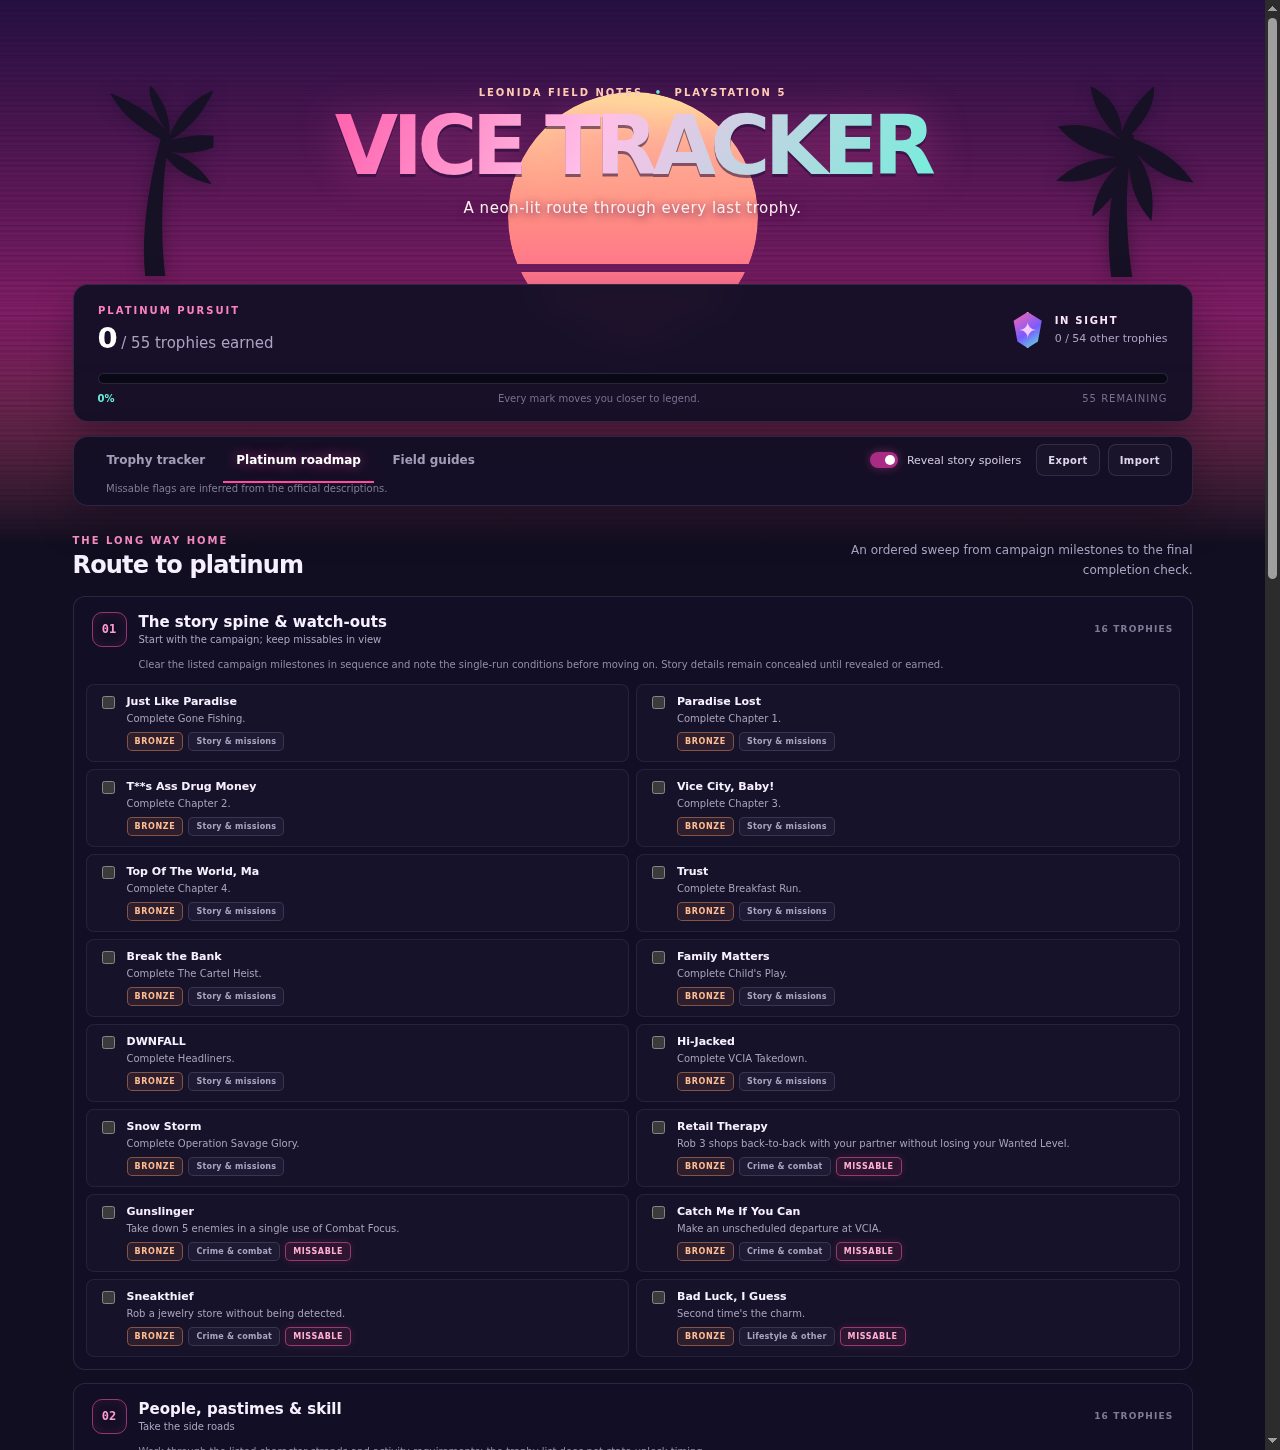 LEONIDA FIELD NOTES • PLAYSTATION 5
VICE TRACKER
A neon-lit route through every last trophy.
PLATINUM PURSUIT
0 / 55 trophies earned
IN SIGHT
0 / 54 other trophies
0%
Every mark moves you closer to legend.
55 REMAINING
Trophy tracker
Platinum roadmap
Field guides
Reveal story spoilers
Export
Import
Missable flags are inferred from the official descriptions.
THE LONG WAY HOME
Route to platinum
An ordered sweep from campaign milestones to the final
completion check.
01
The story spine & watch-outs
Start with the campaign; keep missables in view
16 TROPHIES
Clear the listed campaign milestones in sequence and note the single-run conditions before moving on. Story details remain concealed until revealed or earned.
Just Like Paradise
Complete Gone Fishing.
BRONZE Story & missions
Paradise Lost
Complete Chapter 1.
BRONZE Story & missions
T**s Ass Drug Money
Complete Chapter 2.
BRONZE Story & missions
Vice City, Baby!
Complete Chapter 3.
BRONZE Story & missions
Top Of The World, Ma
Complete Chapter 4.
BRONZE Story & missions
Trust
Complete Breakfast Run.
BRONZE Story & missions
Break the Bank
Complete The Cartel Heist.
BRONZE Story & missions
Family Matters
Complete Child's Play.
BRONZE Story & missions
DWNFALL
Complete Headliners.
BRONZE Story & missions
Hi-Jacked
Complete VCIA Takedown.
BRONZE Story & missions
Snow Storm
Complete Operation Savage Glory.
BRONZE Story & missions
Retail Therapy
Rob 3 shops back-to-back with your partner without losing your Wanted Level.
BRONZE Crime & combat MISSABLE
Gunslinger
Take down 5 enemies in a single use of Combat Focus.
BRONZE Crime & combat MISSABLE
Catch Me If You Can
Make an unscheduled departure at VCIA.
BRONZE Crime & combat MISSABLE
Sneakthief
Rob a jewelry store without being detected.
BRONZE Crime & combat MISSABLE
Bad Luck, I Guess
Second time's the charm.
BRONZE Lifestyle & other MISSABLE
02
People, pastimes & skill
Take the side roads
16 TROPHIES